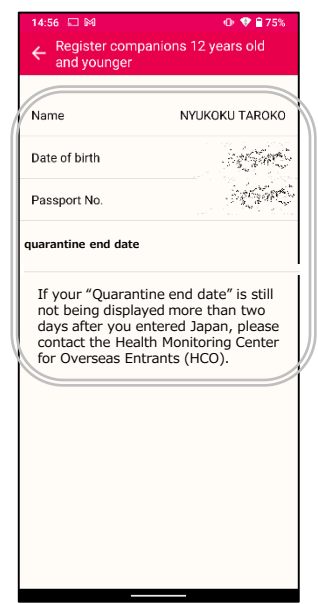 14:56 75%
Register companions 12 years old
and younger
Name NYUKOKU TAROKO
Date of birth
Passport No.
quarantine end date
If your “Quarantine end date” is still
not being displayed more than two
days after you entered Japan, please
contact the Health Monitoring Center
for Overseas Entrants (HCO).